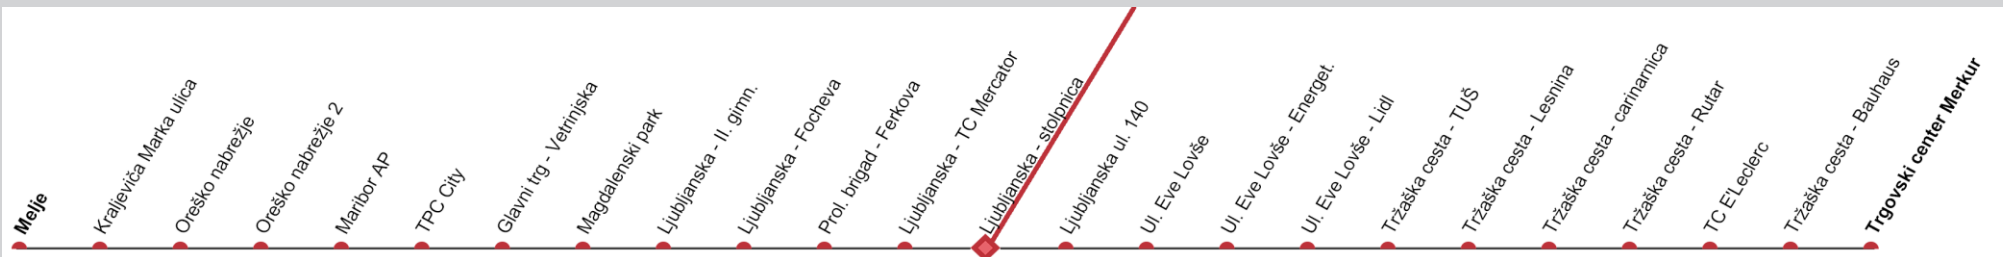 Melje
Kraljeviča Marka ulica
Oreško nabrežje
Oreško nabrežje 2
Maribor AP
TPC City
Glavni trg - Vetrinjska
Magdalenski park
Ljubljanska - II. gimn.
Ljubljanska - Focheva
Prol. brigad - Ferkova
Ljubljanska - TC Mercator
Ljubljanska - stolpnica
Ljubljanska ul. 140
Ul. Eve Lovše
Ul. Eve Lovše - Energet.
Ul. Eve Lovše - Lidl
Tržaška cesta - TUŠ
Tržaška cesta - Lesnina
Tržaška cesta - carinarnica
Tržaška cesta - Rutar
TC E'Leclerc
Tržaška cesta - Bauhaus
Trgovski center Merkur